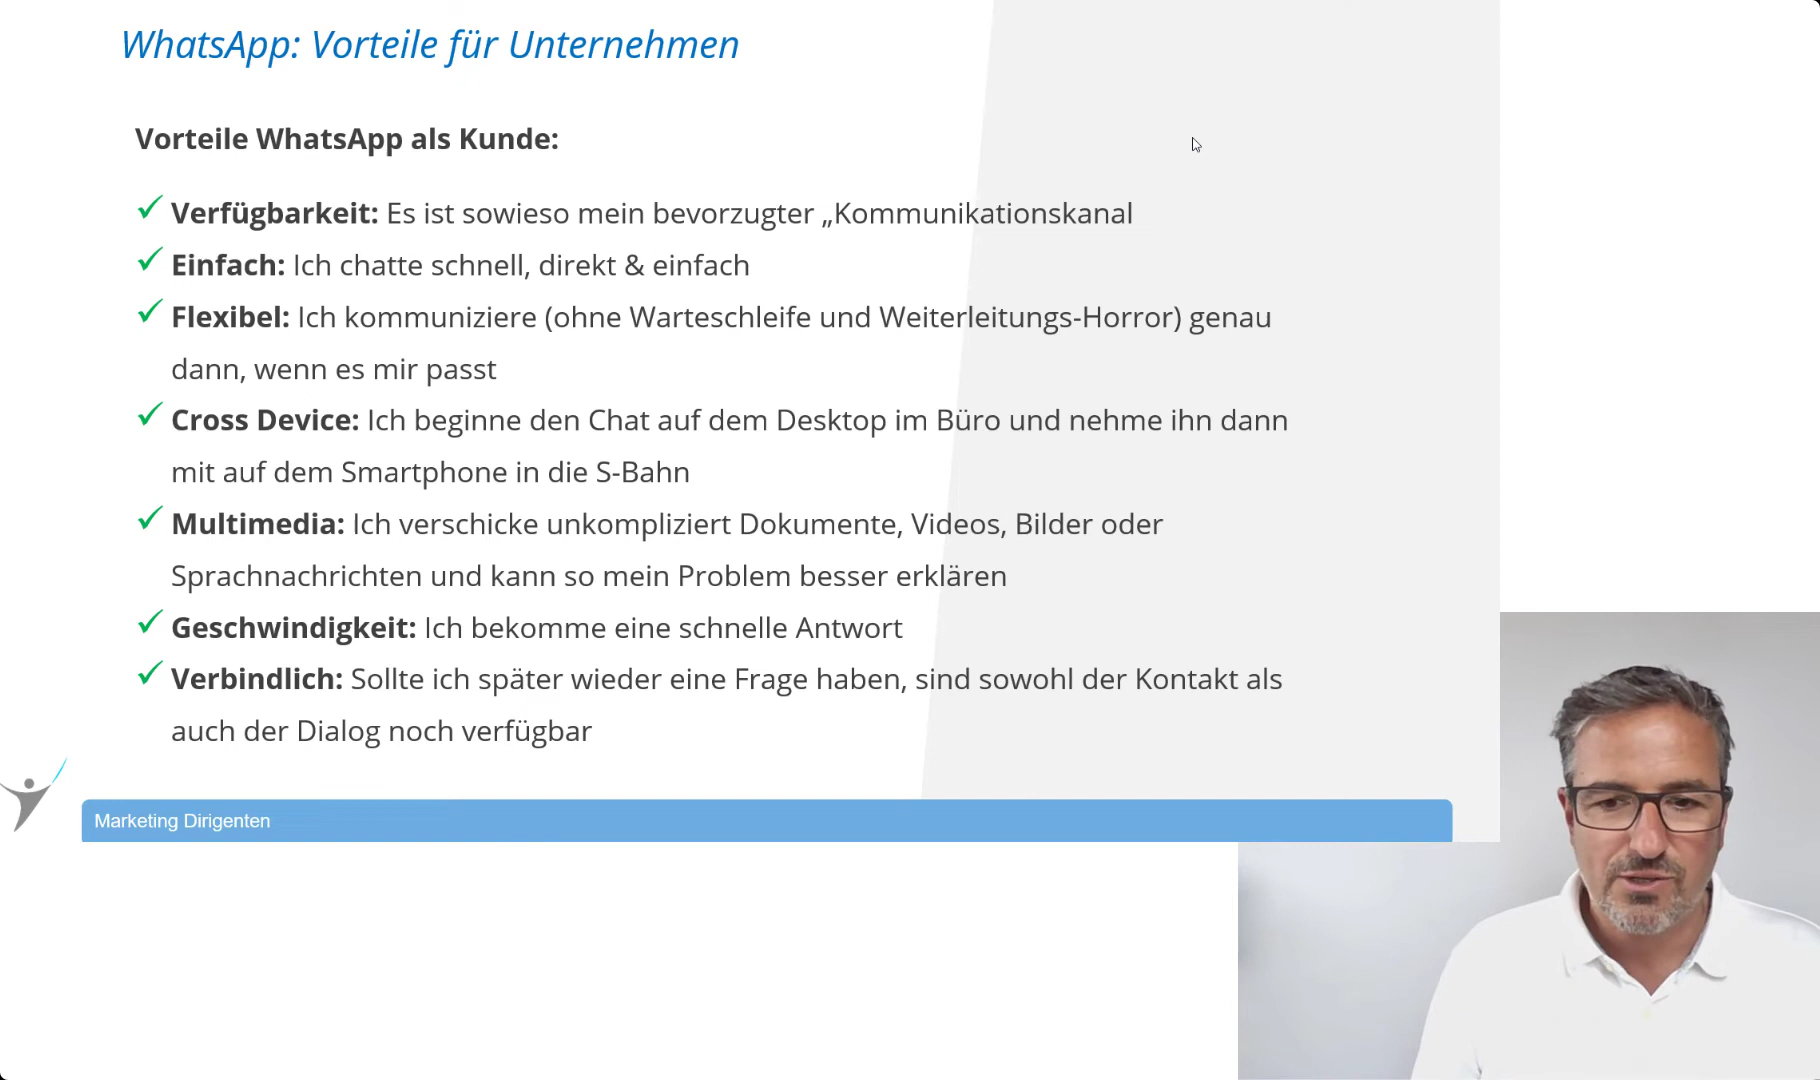 WhatsApp: Vorteile für Unternehmen
Vorteile WhatsApp als Kunde:
✓ Verfügbarkeit: Es ist sowieso mein bevorzugter „Kommunikationskanal
✓ Einfach: Ich chatte schnell, direkt & einfach
✓ Flexibel: Ich kommuniziere (ohne Warteschleife und Weiterleitungs-Horror) genau
dann, wenn es mir passt
✓ Cross Device: Ich beginne den Chat auf dem Desktop im Büro und nehme ihn dann
mit auf dem Smartphone in die S-Bahn
✓ Multimedia: Ich verschicke unkompliziert Dokumente, Videos, Bilder oder
Sprachnachrichten und kann so mein Problem besser erklären
✓ Geschwindigkeit: Ich bekomme eine schnelle Antwort
✓ Verbindlich: Sollte ich später wieder eine Frage haben, sind sowohl der Kontakt als
auch der Dialog noch verfügbar
Marketing Dirigenten